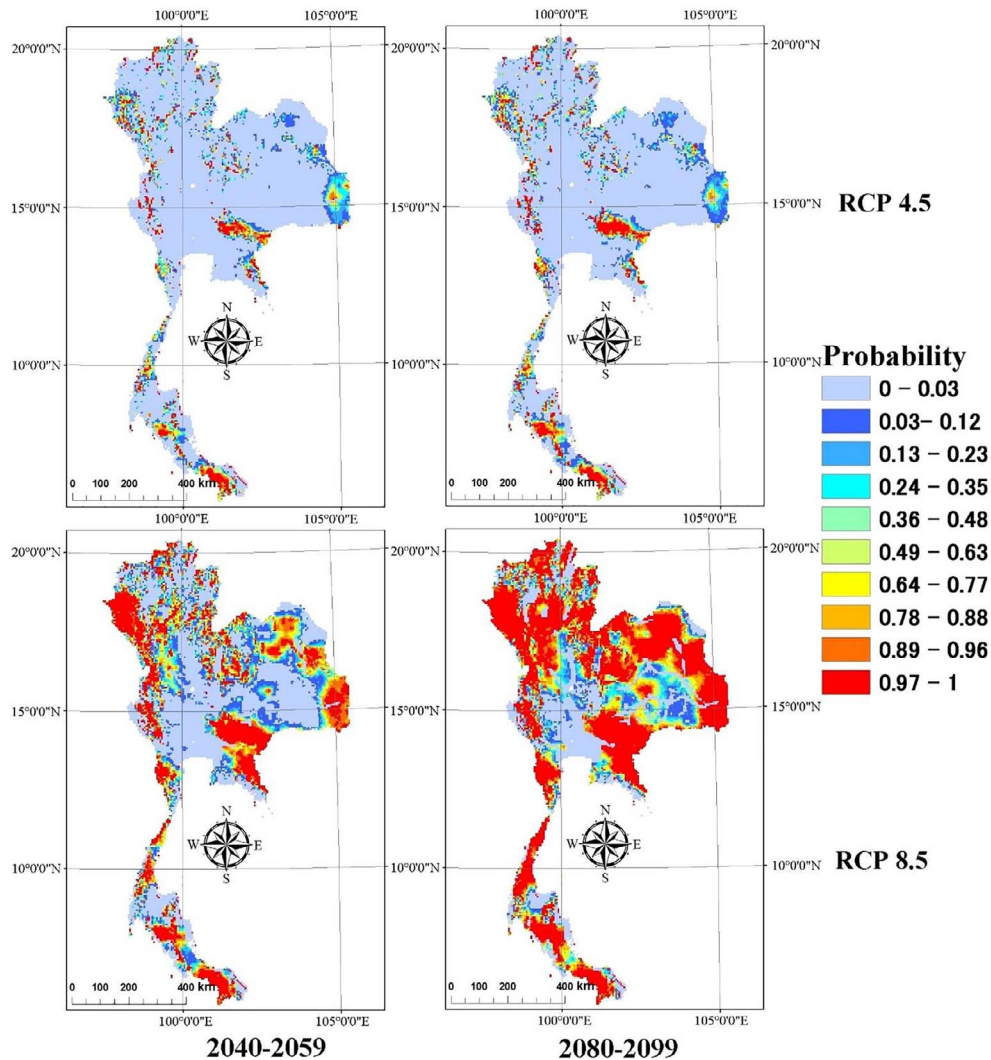 100°0'0"E 105°0'0"E 100°0'0"E 105°0'0"E
20°0'0"N 20°0'0"N
15°0'0"N 15°0'0"N
RCP 4.5
N
W E
S
N
W E
S
10°0'0"N 10°0'0"N
0 100 200 400 km
0 100 200 400 km
100°0'0"E 105°0'0"E 100°0'0"E 105°0'0"E
Probability
0 – 0.03
0.03– 0.12
0.13 – 0.23
0.24 – 0.35
0.36 – 0.48
0.49 – 0.63
0.64 – 0.77
0.78 – 0.88
0.89 – 0.96
0.97 – 1
20°0'0"N 20°0'0"N
15°0'0"N 15°0'0"N
N
W E
S
N
W E
S
10°0'0"N 10°0'0"N
RCP 8.5
0 100 200 400 km
0 100 200 400 km
100°0'0"E 105°0'0"E 100°0'0"E 105°0'0"E
2040-2059 2080-2099